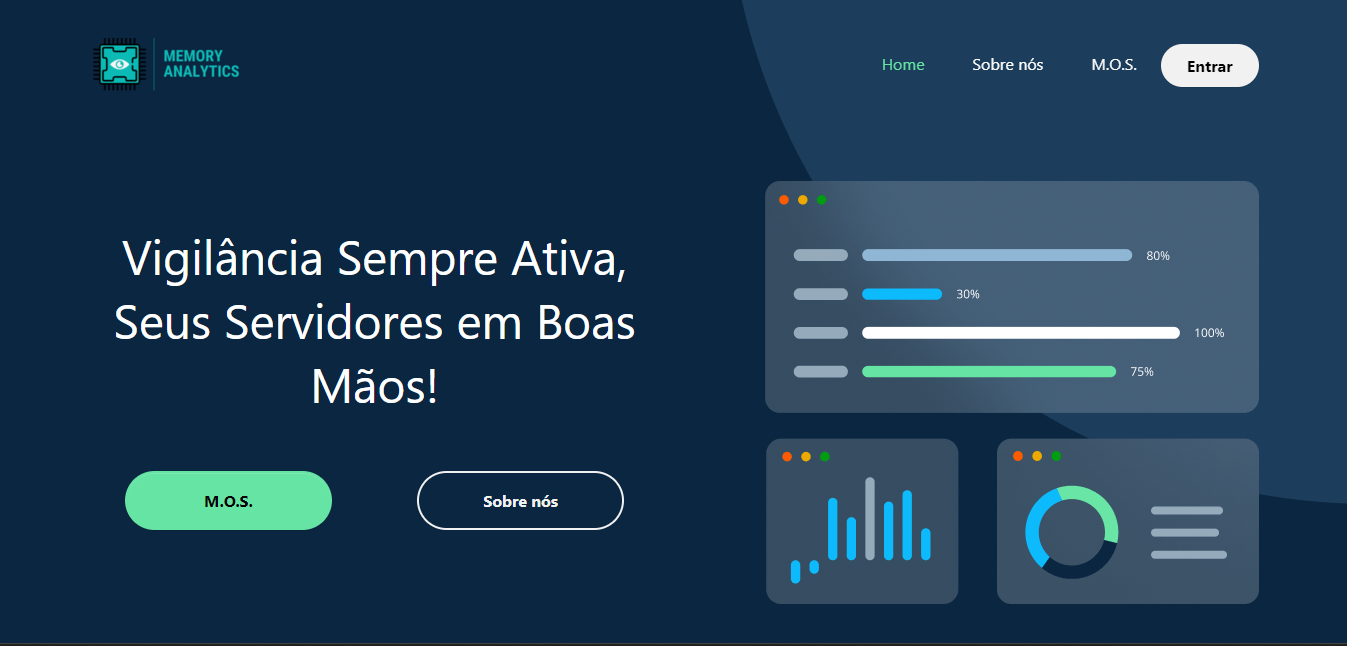 MEMORY
ANALYTICS
Home
Sobre nós
M.O.S.
Entrar
Vigilância Sempre Ativa,
Seus Servidores em Boas
Mãos!
M.O.S.
Sobre nós
80%
30%
100%
75%